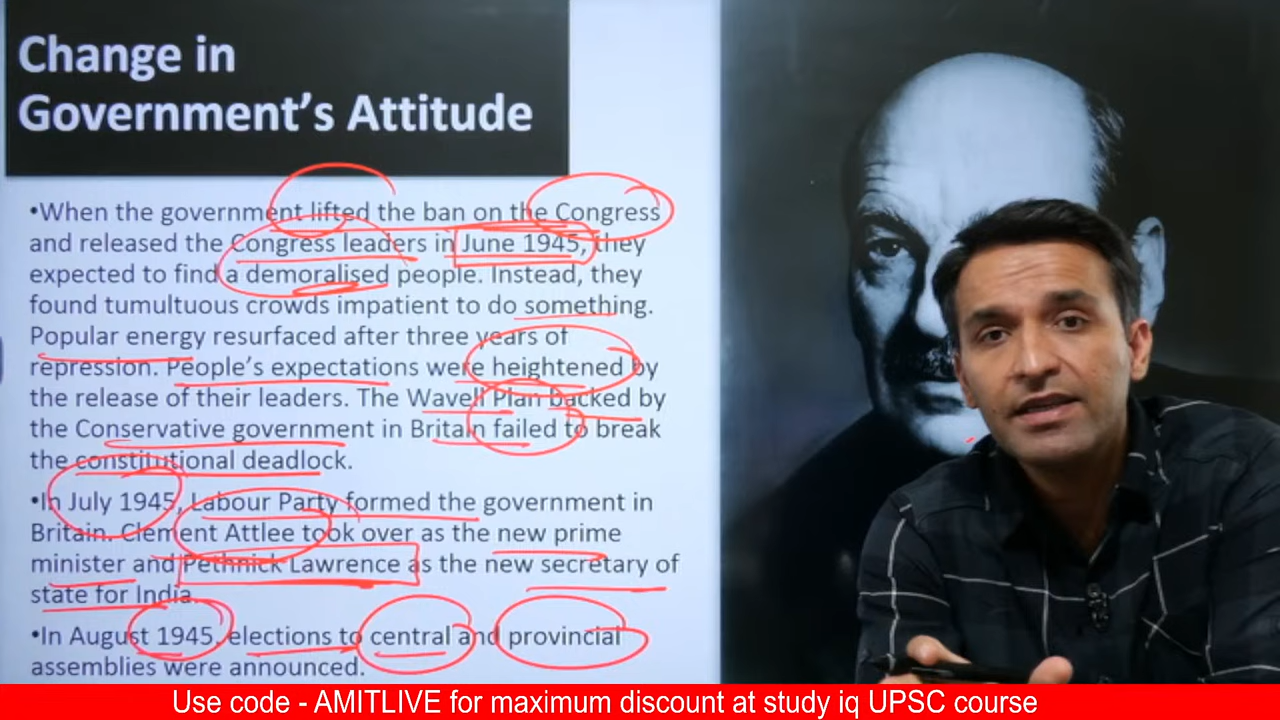 Change in
Government's Attitude
•When the government lifted the ban on the Congress
and released the Congress leaders in June 1945, they
expected to find a demoralised people. Instead, they
found tumultuous crowds impatient to do something.
Popular energy resurfaced after three years of
repression. People's expectations were heightened by
the release of their leaders. The Wavell Plan backed by
the Conservative government in Britain failed to break
the constitutional deadlock.
•In July 1945, Labour Party formed the government in
Britain. Clement Attlee took over as the new prime
minister and Pethnick Lawrence as the new secretary of
state for India.
•In August 1945, elections to central and provincial
assemblies were announced.
Use code - AMITLIVE for maximum discount at study iq UPSC course